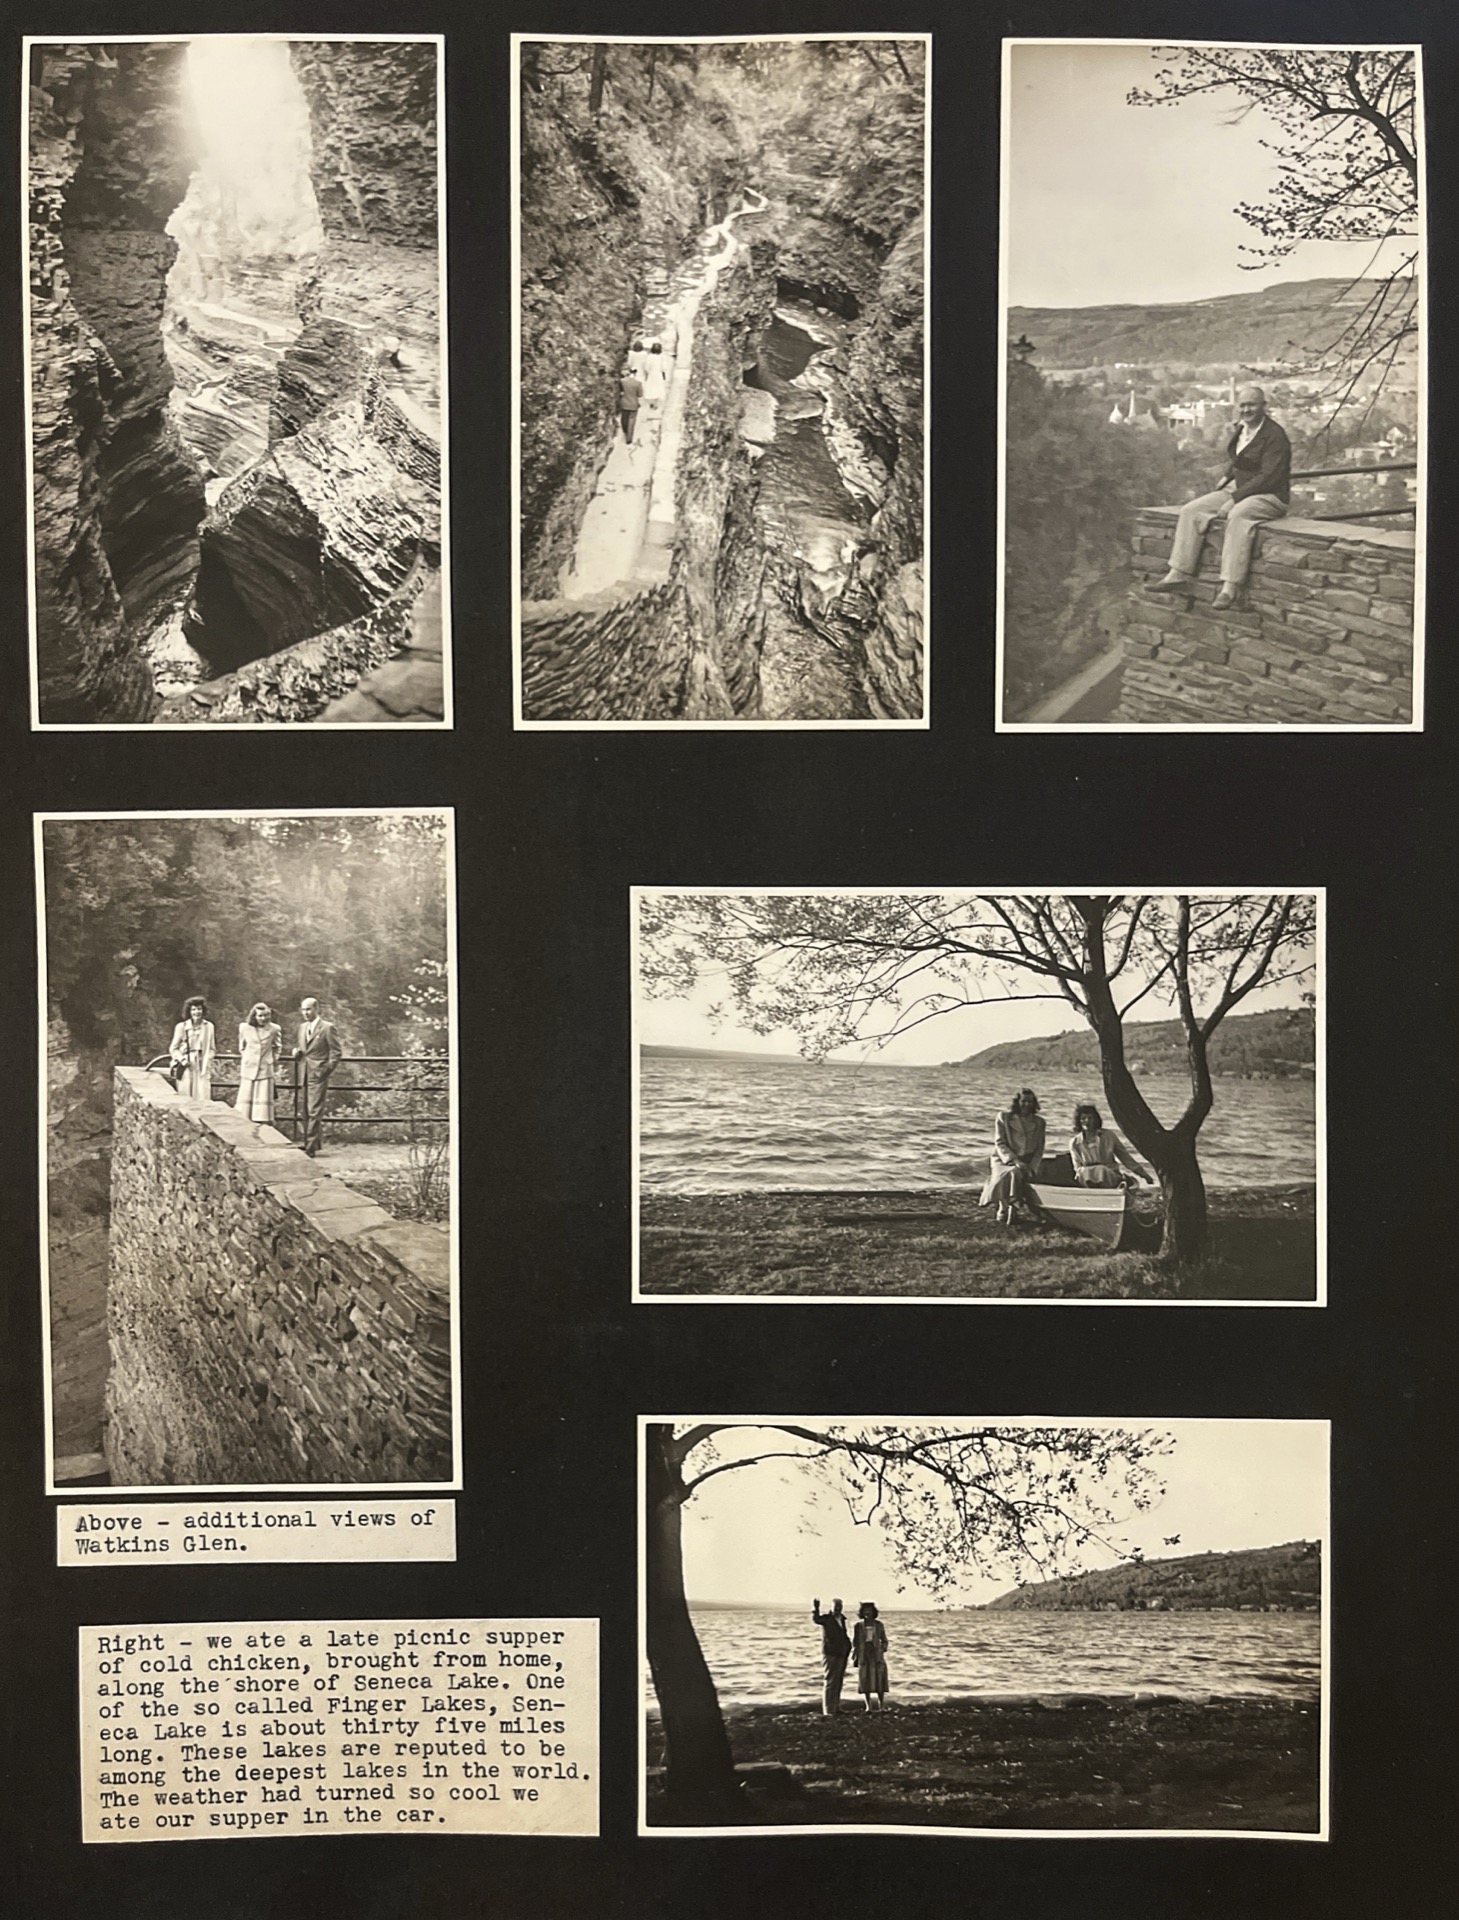 Above - additional views of
Watkins Glen.
Right - we ate a late picnic supper
of cold chicken, brought from home,
along the shore of Seneca Lake. One
of the so called Finger Lakes, Sen-
eca Lake is about thirty five miles
long. These lakes are reputed to be
among the deepest lakes in the world.
The weather had turned so cool we
ate our supper in the car.